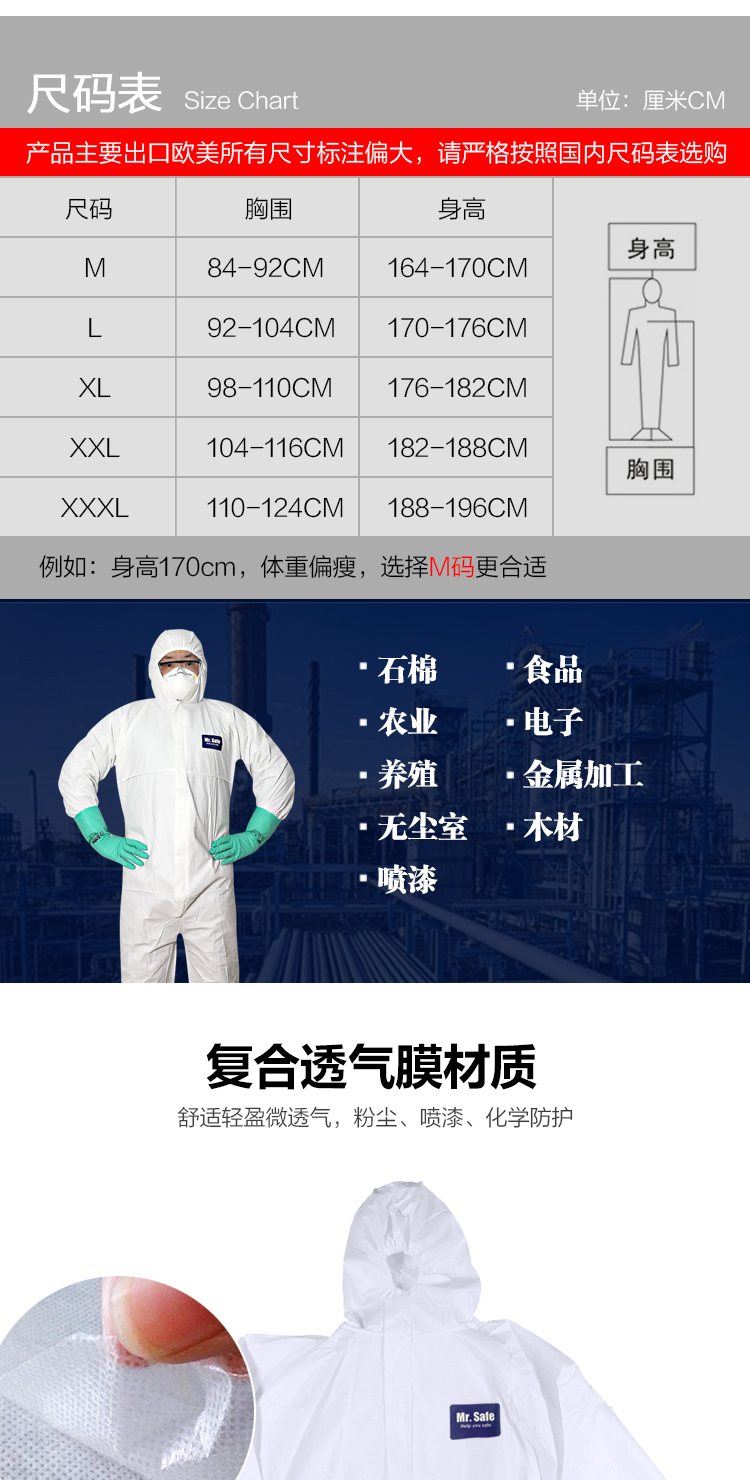 尺码表 Size Chart 单位：厘米CM
产品主要出口欧美所有尺寸标注偏大，请严格按照国内尺码表选购
尺码 胸围 身高
M 84-92CM 164-170CM
L 92-104CM 170-176CM
XL 98-110CM 176-182CM
XXL 104-116CM 182-188CM
XXXL 110-124CM 188-196CM
身高
胸围
例如：身高170cm，体重偏瘦，选择M码更合适
Mr. Safe
▪ 石棉 ▪ 食品
▪ 农业 ▪ 电子
▪ 养殖 ▪ 金属加工
▪ 无尘室 ▪ 木材
▪ 喷漆
复合透气膜材质
舒适轻盈微透气，粉尘、喷漆、化学防护
Mr. Safe
Help you safe